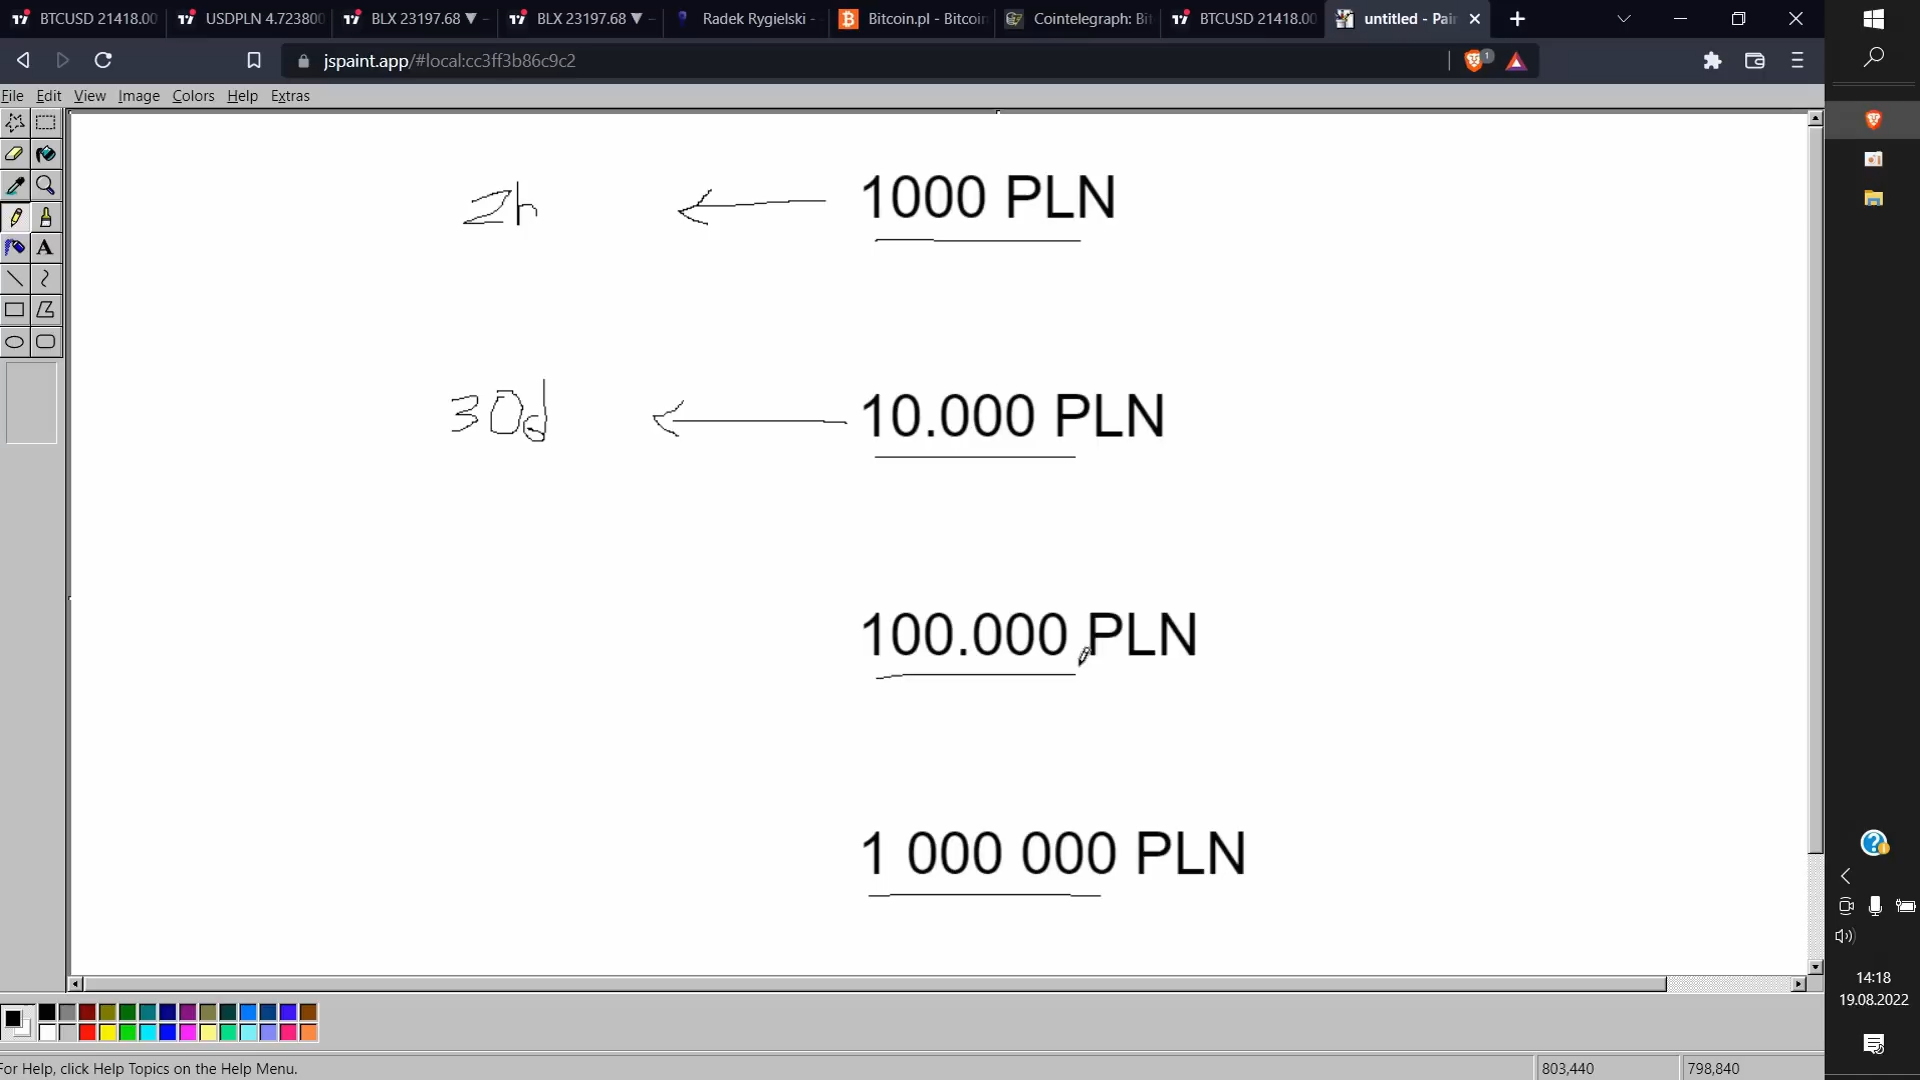 BTCUSD 21418.00
USDPLN 4.723800
BLX 23197.68 ▼ −
BLX 23197.68 ▼ −
Radek Rygielski -
Bitcoin.pl - Bitcoin
Cointelegraph: Bit
BTCUSD 21418.00
untitled - Pai
jspaint.app/#local:cc3ff3b86c9c2
1
File Edit View Image Colors Help Extras
2h
1000 PLN
30d
10.000 PLN
100.000 PLN
1 000 000 PLN
14:18
19.08.2022
For Help, click Help Topics on the Help Menu.
803,440
798,840